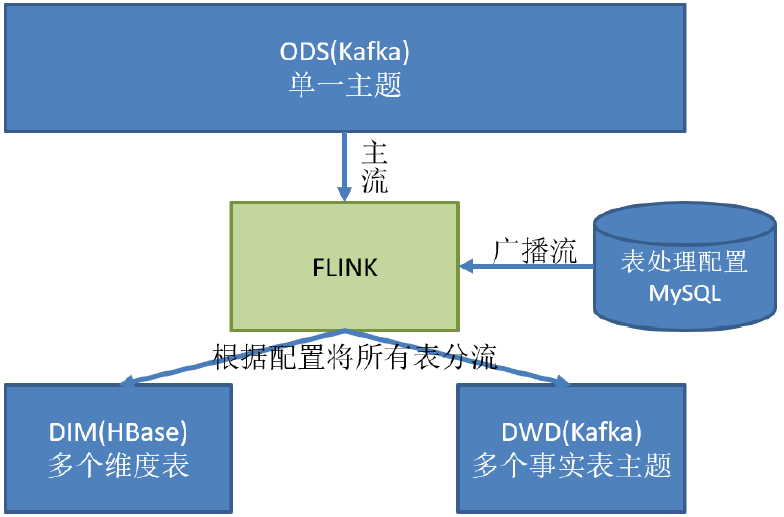 ODS(Kafka)
单一主题
主
流
FLINK
广播流
表处理配置
MySQL
根据配置将所有表分流
DIM(HBase)
多个维度表
DWD(Kafka)
多个事实表主题